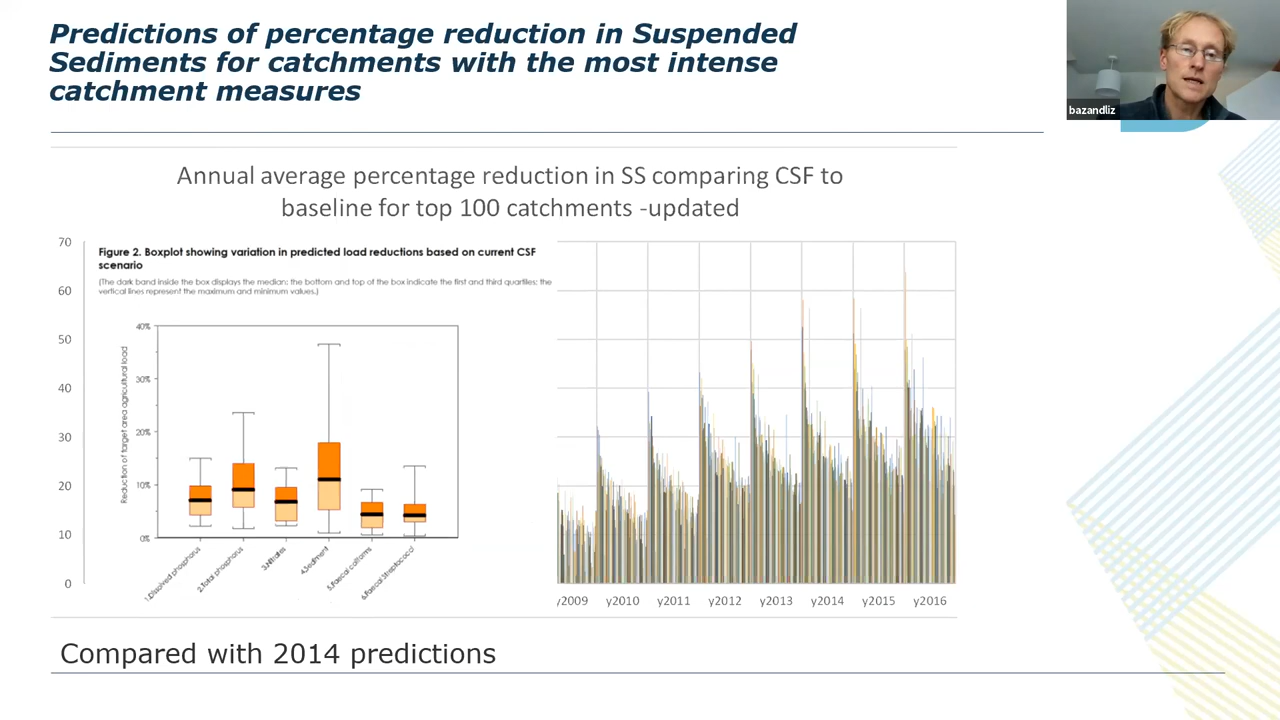 Predictions of percentage reduction in Suspended
Sediments for catchments with the most intense
catchment measures
bazandliz
Annual average percentage reduction in SS comparing CSF to
baseline for top 100 catchments -updated
70
60
50
40
30
20
10
0
Figure 2. Boxplot showing variation in predicted load reductions based on current CSF
scenario
(The dark band inside the box displays the median; the bottom and top of the box indicate the first and third quartiles; the
vertical lines represent the maximum and minimum values.)
Reduction of target area agricultural load
40%
30%
20%
10%
0%
1.Dissolved phosphorus
2.Total phosphorus
3.Nitrates
4.Sediment
5.Faecal coliforms
6.Faecal Streptococci
y2009
y2010
y2011
y2012
y2013
y2014
y2015
y2016
Compared with 2014 predictions